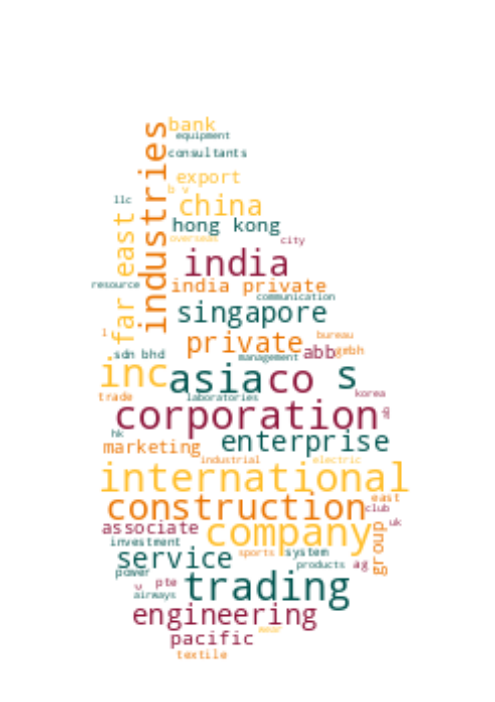 bank
equipment
industries
consultants
export
b v
llc
china
far east
hong kong
overseas
city
india
resource
india private
communication
singapore
l
bureau
private
abb
gmbh
sdn bhd
management
inc
asia
co
s
korea
trade
laboratories
corporation
hk
enterprise
marketing
industrial
electric
international
east
construction
club
uk
associate
company
group
investment
service
sports
system
products
ag
power
pte
trading
airways
engineering
pacific
textile